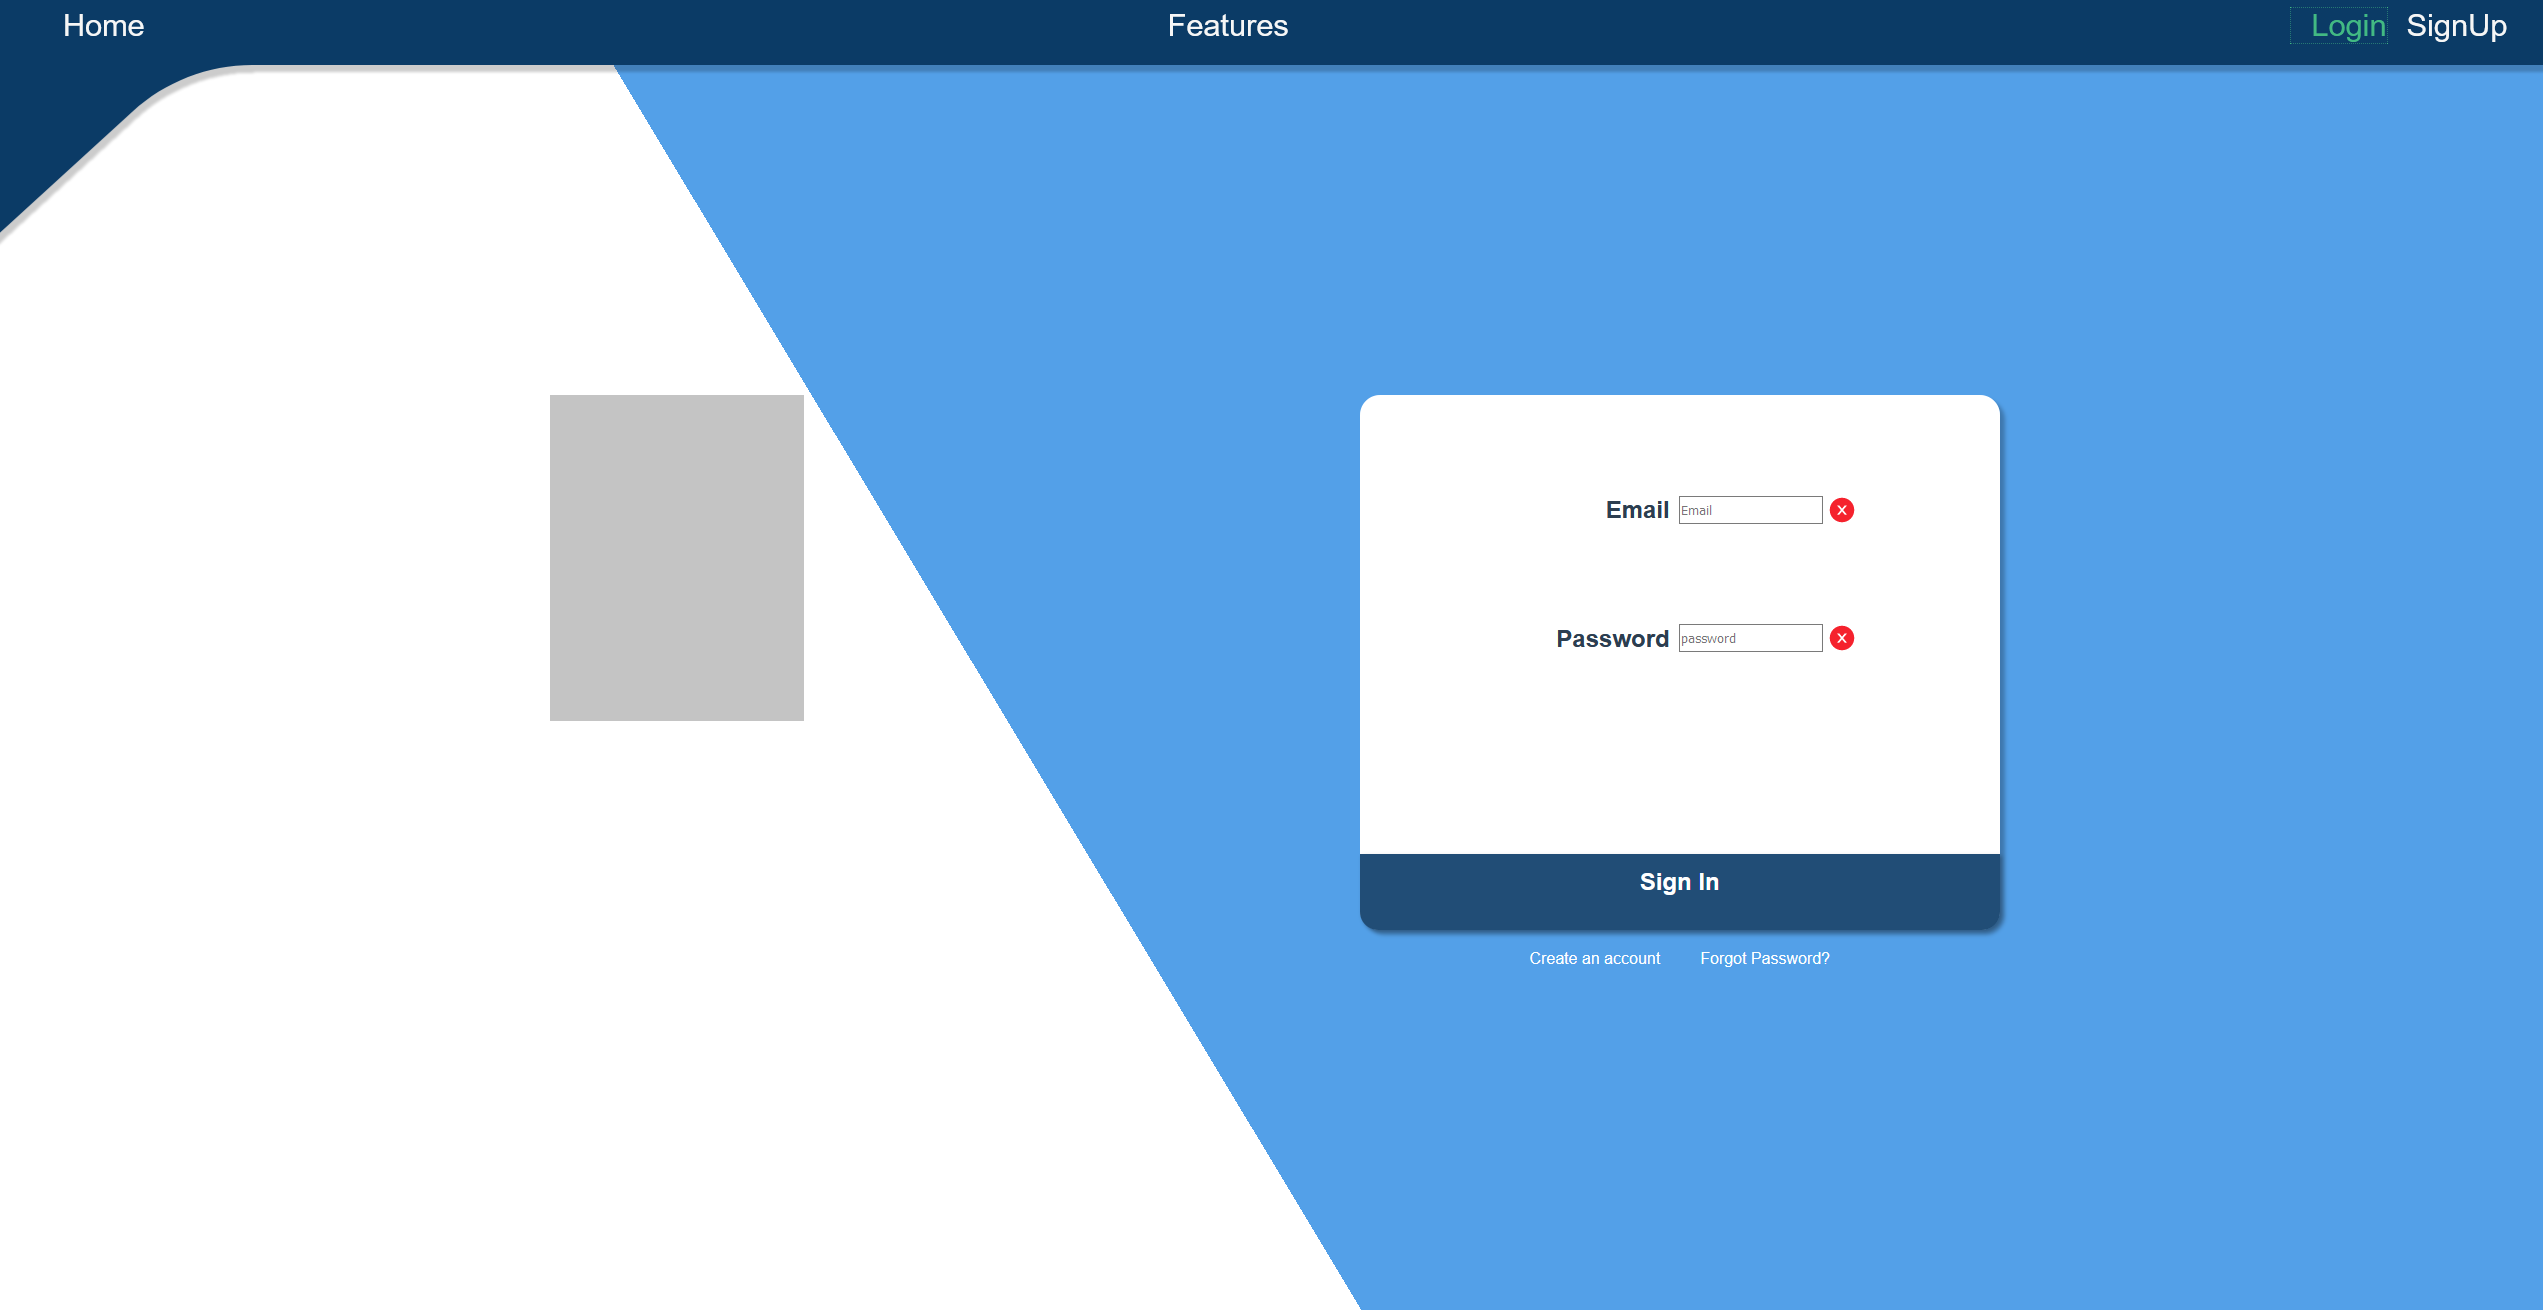 Home Features Login SignUp
Email Email x
Password password x
Sign In
Create an account Forgot Password?